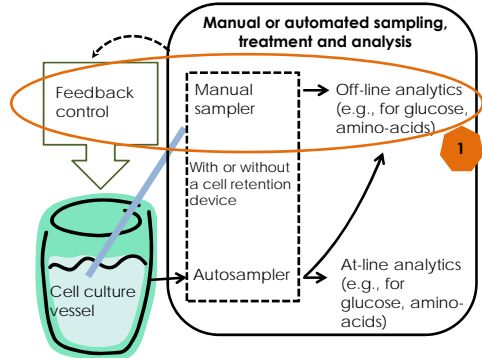 Manual or automated sampling,
treatment and analysis
Feedback
control
Manual
sampler
Off-line analytics
(e.g., for glucose,
amino-acids)
1
With or without
a cell retention
device
Cell culture
vessel
Autosampler
At-line analytics
(e.g., for
glucose, amino-
acids)